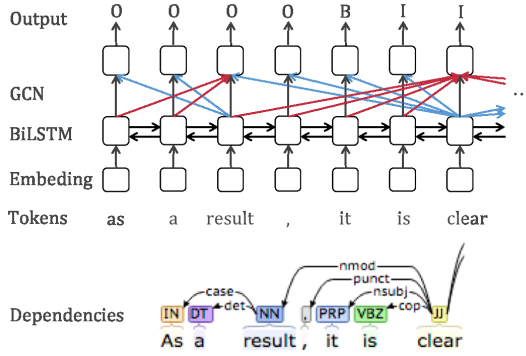 Output O O O O B I I
GCN
...
BiLSTM
Embeding
Tokens as a result , it is clear
nmod
punct
case nsubj
det cop
Dependencies IN DT NN , PRP VBZ JJ
As a result , it is clear